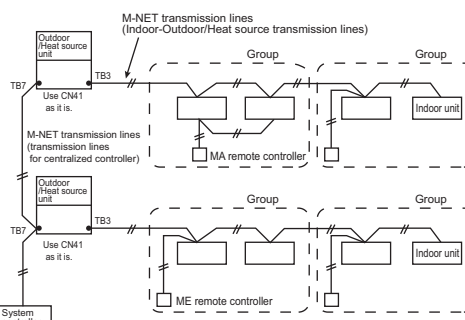 M-NET transmission lines
(Indoor-Outdoor/Heat source transmission lines)
Outdoor
/Heat source
unit
Group
Group
TB7
TB3
Use CN41
as it is.
Indoor unit
M-NET transmission lines
(transmission lines
for centralized controller)
MA remote controller
Outdoor
/Heat source
unit
Group
Group
TB7
TB3
Use CN41
as it is.
Indoor unit
ME remote controller
System